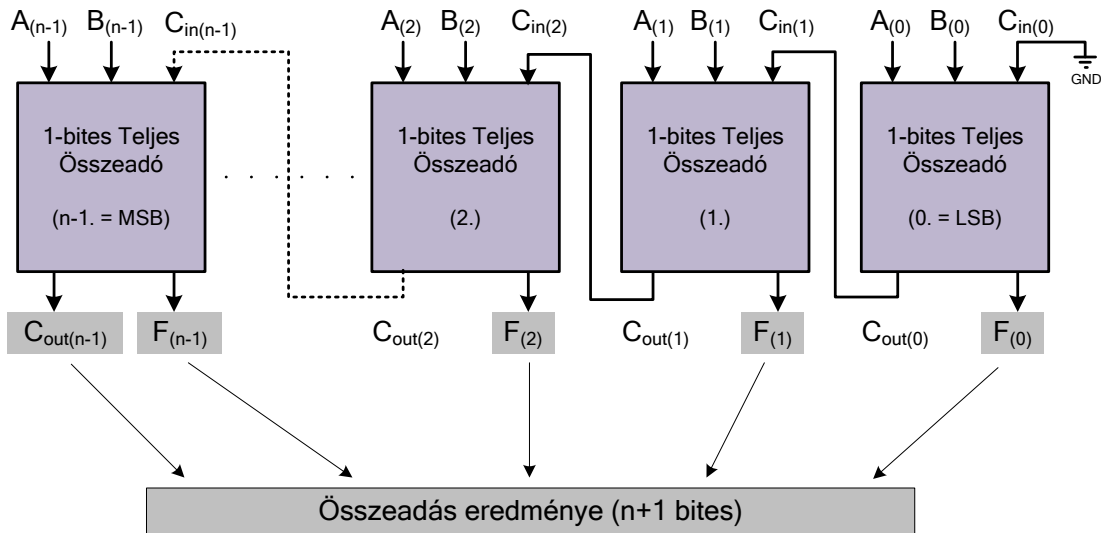 A(n-1) B(n-1) Cin(n-1) A(2) B(2) Cin(2) A(1) B(1) Cin(1) A(0) B(0) Cin(0)
GND
1-bites Teljes
Összeadó
(n-1. = MSB)
. . . . . . .
1-bites Teljes
Összeadó
(2.)
1-bites Teljes
Összeadó
(1.)
1-bites Teljes
Összeadó
(0. = LSB)
Cout(n-1) F(n-1) Cout(2) F(2) Cout(1) F(1) Cout(0) F(0)
Összeadás eredménye (n+1 bites)